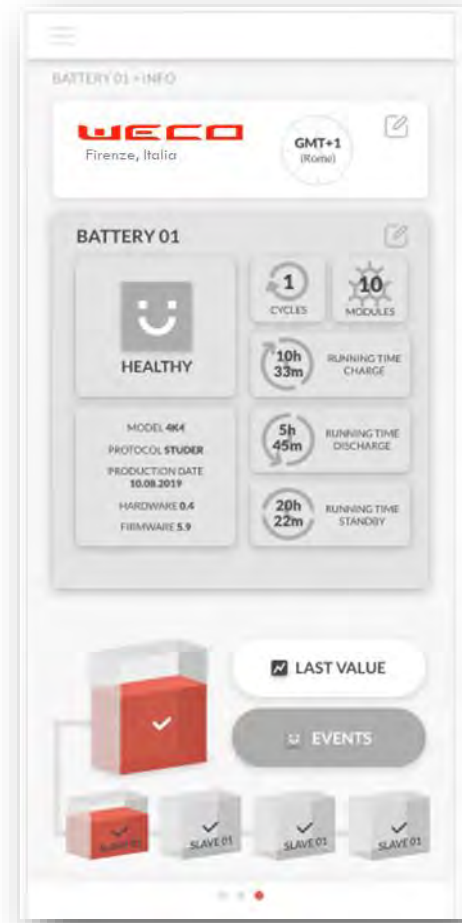 BATTERY 01 • INFO
WECO
Firenze, Italia
GMT+1
(Rome)
BATTERY 01
HEALTHY
1
CYCLES
10
MODULES
10h
33m
RUNNING TIME
CHARGE
MODEL 4K4
PROTOCOL STUDER
PRODUCTION DATE
10.08.2019
HARDWARE 0.4
FIRMWARE 5.9
5h
45m
RUNNING TIME
DISCHARGE
20h
22m
RUNNING TIME
STANDBY
LAST VALUE
EVENTS
SLAVE 01
SLAVE 01
SLAVE 01
SLAVE 01